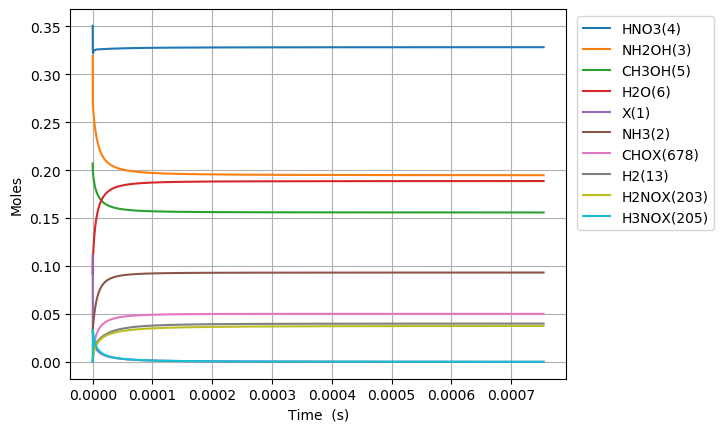 0.35
0.30
0.25
0.20
0.15
0.10
0.05
0.00
Moles
0.0000 0.0001 0.0002 0.0003 0.0004 0.0005 0.0006 0.0007
Time (s)
HNO3(4)
NH2OH(3)
CH3OH(5)
H2O(6)
X(1)
NH3(2)
CHOX(678)
H2(13)
H2NOX(203)
H3NOX(205)